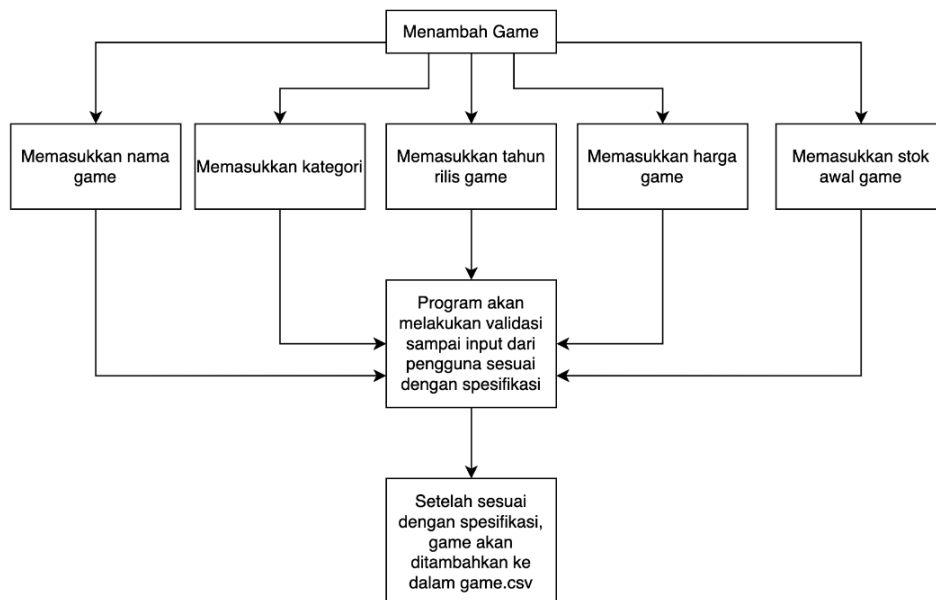 Menambah Game
Memasukkan nama
game
Memasukkan kategori
Memasukkan tahun
rilis game
Memasukkan harga
game
Memasukkan stok
awal game
Program akan
melakukan validasi
sampai input dari
pengguna sesuai
dengan spesifikasi
Setelah sesuai
dengan spesifikasi,
game akan
ditambahkan ke
dalam game.csv